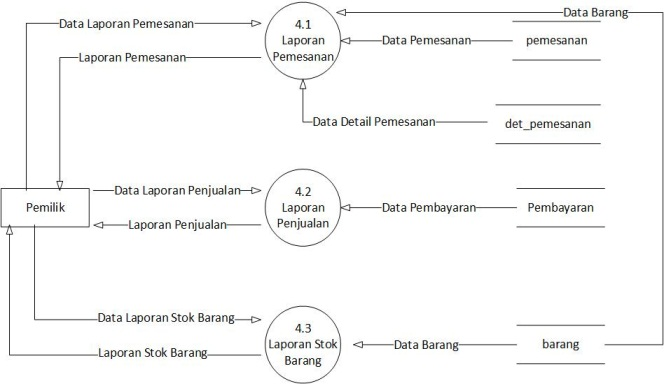 Data Barang
Data Laporan Pemesanan
4.1
Laporan
Pemesanan
Data Pemesanan
pemesanan
Laporan Pemesanan
Data Detail Pemesanan
det_pemesanan
Pemilik
Data Laporan Penjualan
4.2
Laporan
Penjualan
Data Pembayaran
Pembayaran
Laporan Penjualan
Data Laporan Stok Barang
4.3
Laporan Stok
Barang
Data Barang
barang
Laporan Stok Barang